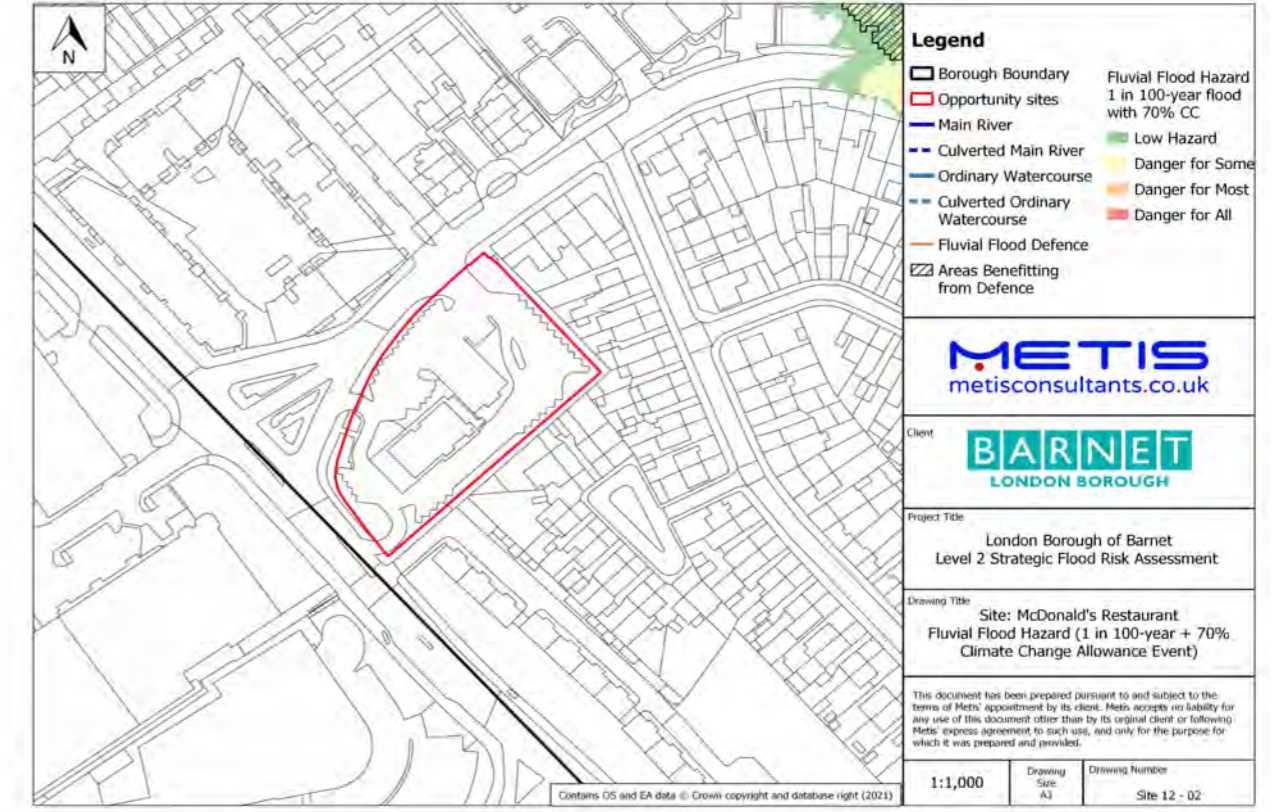 N
Legend
Borough Boundary
Opportunity sites
Main River
Culverted Main River
Ordinary Watercourse
Culverted Ordinary
Watercourse
Fluvial Flood Defence
Areas Benefitting
from Defence
Fluvial Flood Hazard
1 in 100-year flood
with 70% CC
Low Hazard
Danger for Some
Danger for Most
Danger for All
METIS
metisconsultants.co.uk
Client
BARNET
LONDON BOROUGH
Project Title
London Borough of Barnet
Level 2 Strategic Flood Risk Assessment
Drawing Title
Site: McDonald's Restaurant
Fluvial Flood Hazard (1 in 100-year + 70%
Climate Change Allowance Event)
This document has been prepared pursuant to and subject to the
terms of Metis' appointment by its client. Metis accepts no liability for
any use of this document other than by its orginal client or following
Metis' express agreement to such use, and only for the purpose for
which it was prepared and provided.
1:1,000
Drawing
Size
A3
Drawing Number
Site 12 - 02
Contains OS and EA data © Crown copyright and database right (2021)